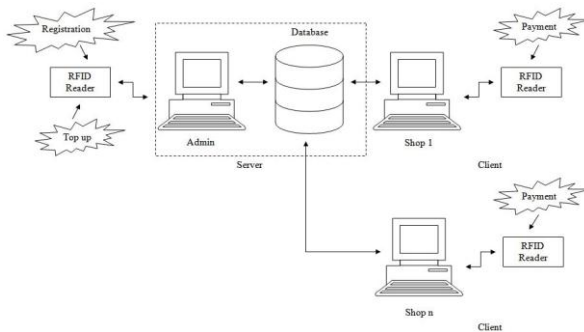 Registration
Database
Payment
RFID
Reader
RFID
Reader
Top up
Admin
Shop 1
Server
Client
Payment
RFID
Reader
Shop n
Client